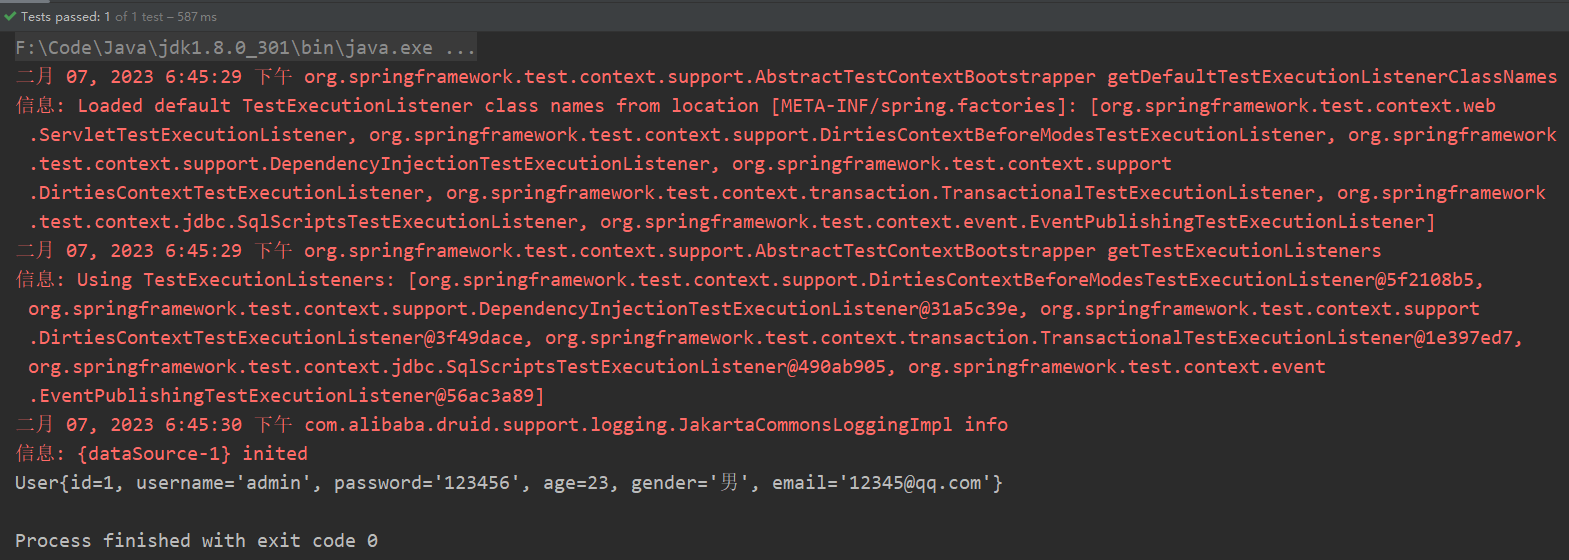 Tests passed: 1 of 1 test – 587 ms
F:\Code\Java\jdk1.8.0_301\bin\java.exe ...
二月 07, 2023 6:45:29 下午 org.springframework.test.context.support.AbstractTestContextBootstrapper getDefaultTestExecutionListenerClassNames
信息: Loaded default TestExecutionListener class names from location [META-INF/spring.factories]: [org.springframework.test.context.web
.ServletTestExecutionListener, org.springframework.test.context.support.DirtiesContextBeforeModesTestExecutionListener, org.springframework
.test.context.support.DependencyInjectionTestExecutionListener, org.springframework.test.context.support
.DirtiesContextTestExecutionListener, org.springframework.test.context.transaction.TransactionalTestExecutionListener, org.springframework
.test.context.jdbc.SqlScriptsTestExecutionListener, org.springframework.test.context.event.EventPublishingTestExecutionListener]
二月 07, 2023 6:45:29 下午 org.springframework.test.context.support.AbstractTestContextBootstrapper getTestExecutionListeners
信息: Using TestExecutionListeners: [org.springframework.test.context.support.DirtiesContextBeforeModesTestExecutionListener@5f2108b5,
org.springframework.test.context.support.DependencyInjectionTestExecutionListener@31a5c39e, org.springframework.test.context.support
.DirtiesContextTestExecutionListener@3f49dace, org.springframework.test.context.transaction.TransactionalTestExecutionListener@1e397ed7,
org.springframework.test.context.jdbc.SqlScriptsTestExecutionListener@490ab905, org.springframework.test.context.event
.EventPublishingTestExecutionListener@56ac3a89]
二月 07, 2023 6:45:30 下午 com.alibaba.druid.support.logging.JakartaCommonsLoggingImpl info
信息: {dataSource-1} inited
User{id=1, username='admin', password='123456', age=23, gender='男', email='12345@qq.com'}
Process finished with exit code 0